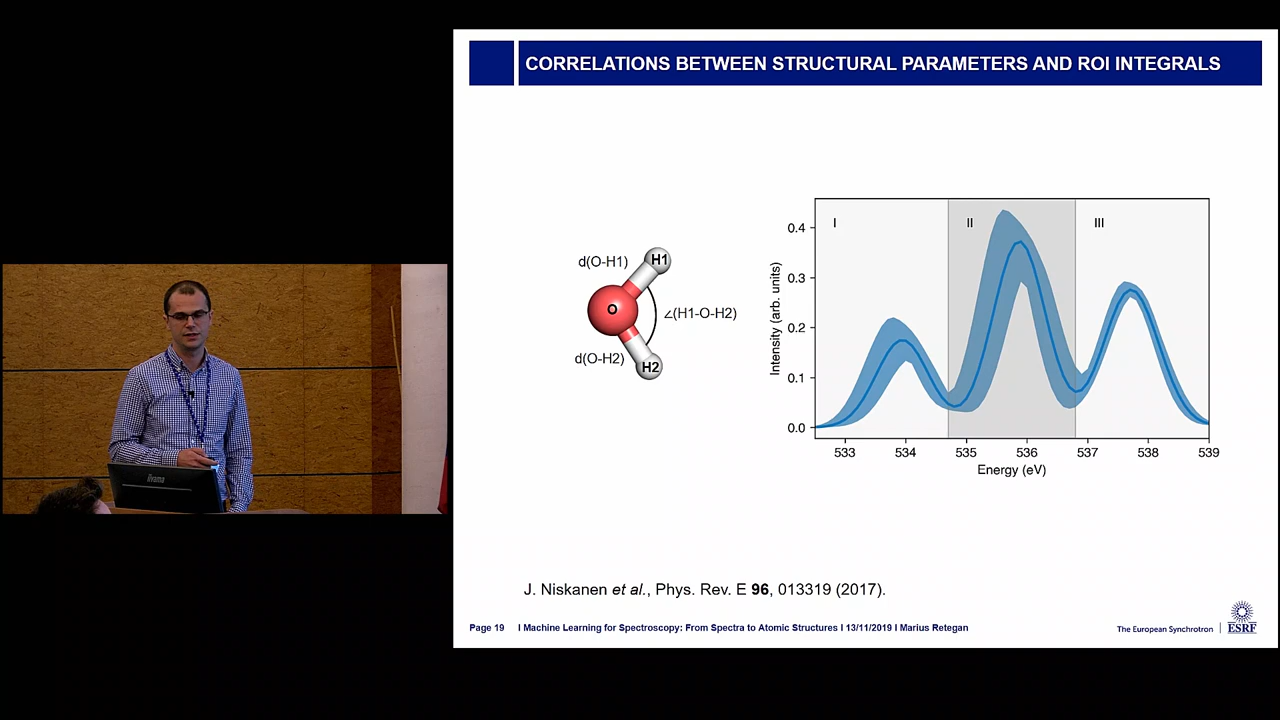 CORRELATIONS BETWEEN STRUCTURAL PARAMETERS AND ROI INTEGRALS
d(O-H1)
H1
O
∠(H1-O-H2)
d(O-H2)
H2
I
II
III
0.4
0.3
0.2
0.1
0.0
Intensity (arb. units)
533 534 535 536 537 538 539
Energy (eV)
J. Niskanen et al., Phys. Rev. E 96, 013319 (2017).
Page 19 I Machine Learning for Spectroscopy: From Spectra to Atomic Structures I 13/11/2019 I Marius Retegan
The European Synchrotron | ESRF
iiyama